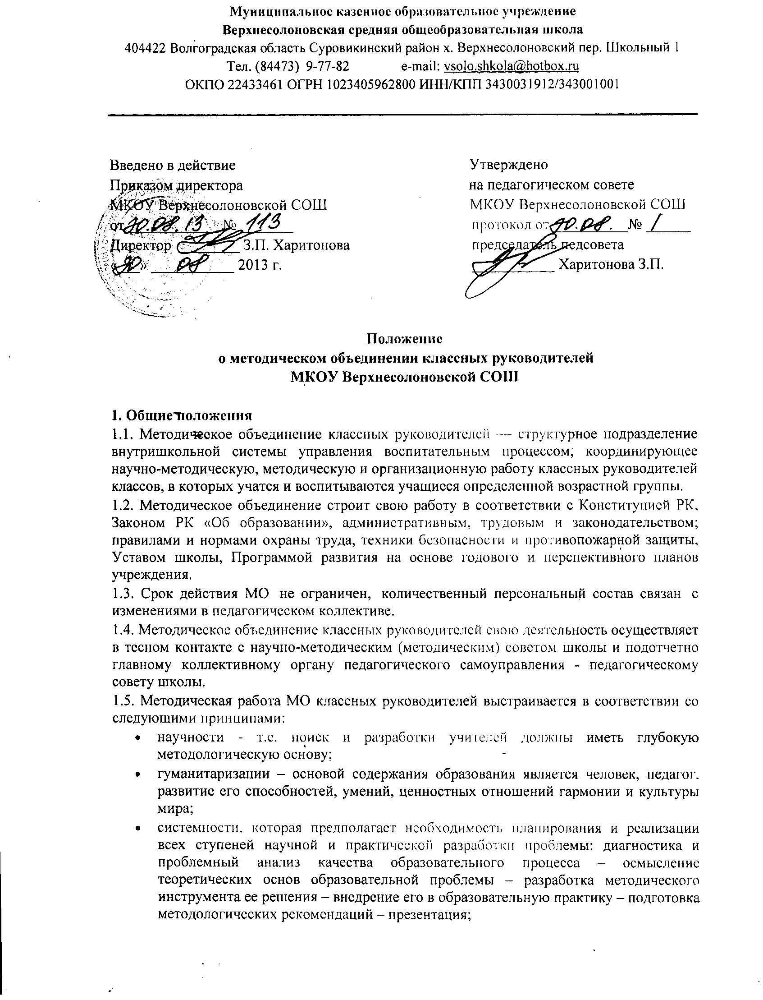 Муниципальное казенное образовательное учреждение
Верхнесолоновская средняя общеобразовательная школа
404422 Волгоградская область Суровикинский район х. Верхнесолоновский пер. Школьный 1
Тел. (84473) 9-77-82 e-mail: vsolo.shkola@hotbox.ru
ОКПО 22433461 ОГРН 1023405962800 ИНН/КПП 3430031912/343001001
Введено в действие
Приказом директора
МКОУ Верхнесолоновской СОШ
от 30.08.13 № 113
Директор З.П. Харитонова
«30» 08 2013 г.
Утверждено
на педагогическом совете
МКОУ Верхнесолоновской СОШ
протокол от 30.08. № 1
председатель педсовета
Харитонова З.П.
Положение
о методическом объединении классных руководителей
МКОУ Верхнесолоновской СОШ
1. Общие положения
1.1. Методическое объединение классных руководителей — структурное подразделение
внутришкольной системы управления воспитательным процессом; координирующее
научно-методическую, методическую и организационную работу классных руководителей
классов, в которых учатся и воспитываются учащиеся определенной возрастной группы.
1.2. Методическое объединение строит свою работу в соответствии с Конституцией РК.
Законом РК «Об образовании», административным, трудовым и законодательством;
правилами и нормами охраны труда, техники безопасности и противопожарной защиты,
Уставом школы, Программой развития на основе годового и перспективного планов
учреждения.
1.3. Срок действия МО не ограничен, количественный персональный состав связан с
изменениями в педагогическом коллективе.
1.4. Методическое объединение классных руководителей свою деятельность осуществляет
в тесном контакте с научно-методическим (методическим) советом школы и подотчетно
главному коллективному органу педагогического самоуправления - педагогическому
совету школы.
1.5. Методическая работа МО классных руководителей выстраивается в соответствии со
следующими принципами:
• научности - т.е. поиск и разработки учителей должны иметь глубокую
методологическую основу;
• гуманитаризации – основой содержания образования является человек, педагог.
развитие его способностей, умений, ценностных отношений гармонии и культуры
мира;
• системности, которая предполагает необходимость планирования и реализации
всех ступеней научной и практической разработки проблемы: диагностика и
проблемный анализ качества образовательного процесса – осмысление
теоретических основ образовательной проблемы – разработка методического
инструмента ее решения – внедрение его в образовательную практику – подготовка
методологических рекомендаций – презентация;